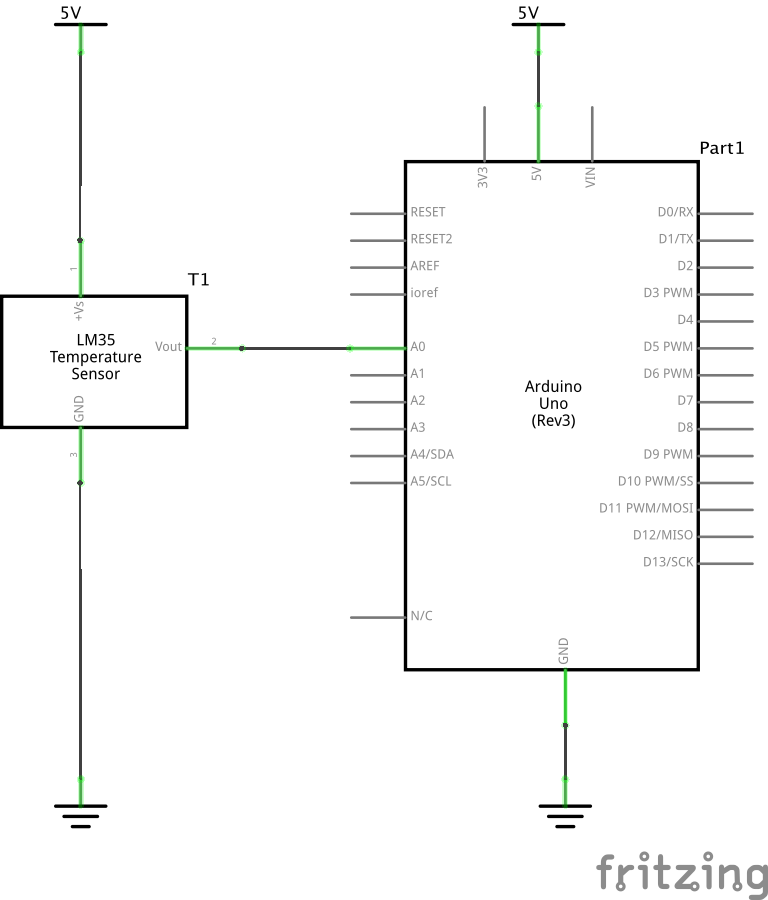 5V
5V
Part1
3V3
5V
VIN
RESET
RESET2
AREF
ioref
A0
A1
A2
A3
A4/SDA
A5/SCL
N/C
D0/RX
D1/TX
D2
D3 PWM
D4
D5 PWM
D6 PWM
D7
D8
D9 PWM
D10 PWM/SS
D11 PWM/MOSI
D12/MISO
D13/SCK
Arduino
Uno
(Rev3)
GND
T1
1
+Vs
LM35
Temperature
Sensor
Vout
2
GND
3
fritzing